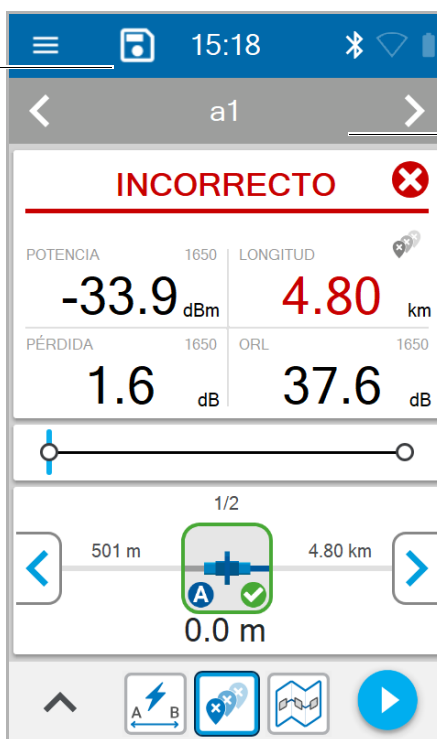 15:18
a1
INCORRECTO
POTENCIA 1650 LONGITUD
-33.9 dBm 4.80 km
PÉRDIDA 1650 ORL 1650
1.6 dB 37.6 dB
1/2
501 m 4.80 km
A
0.0 m
A B